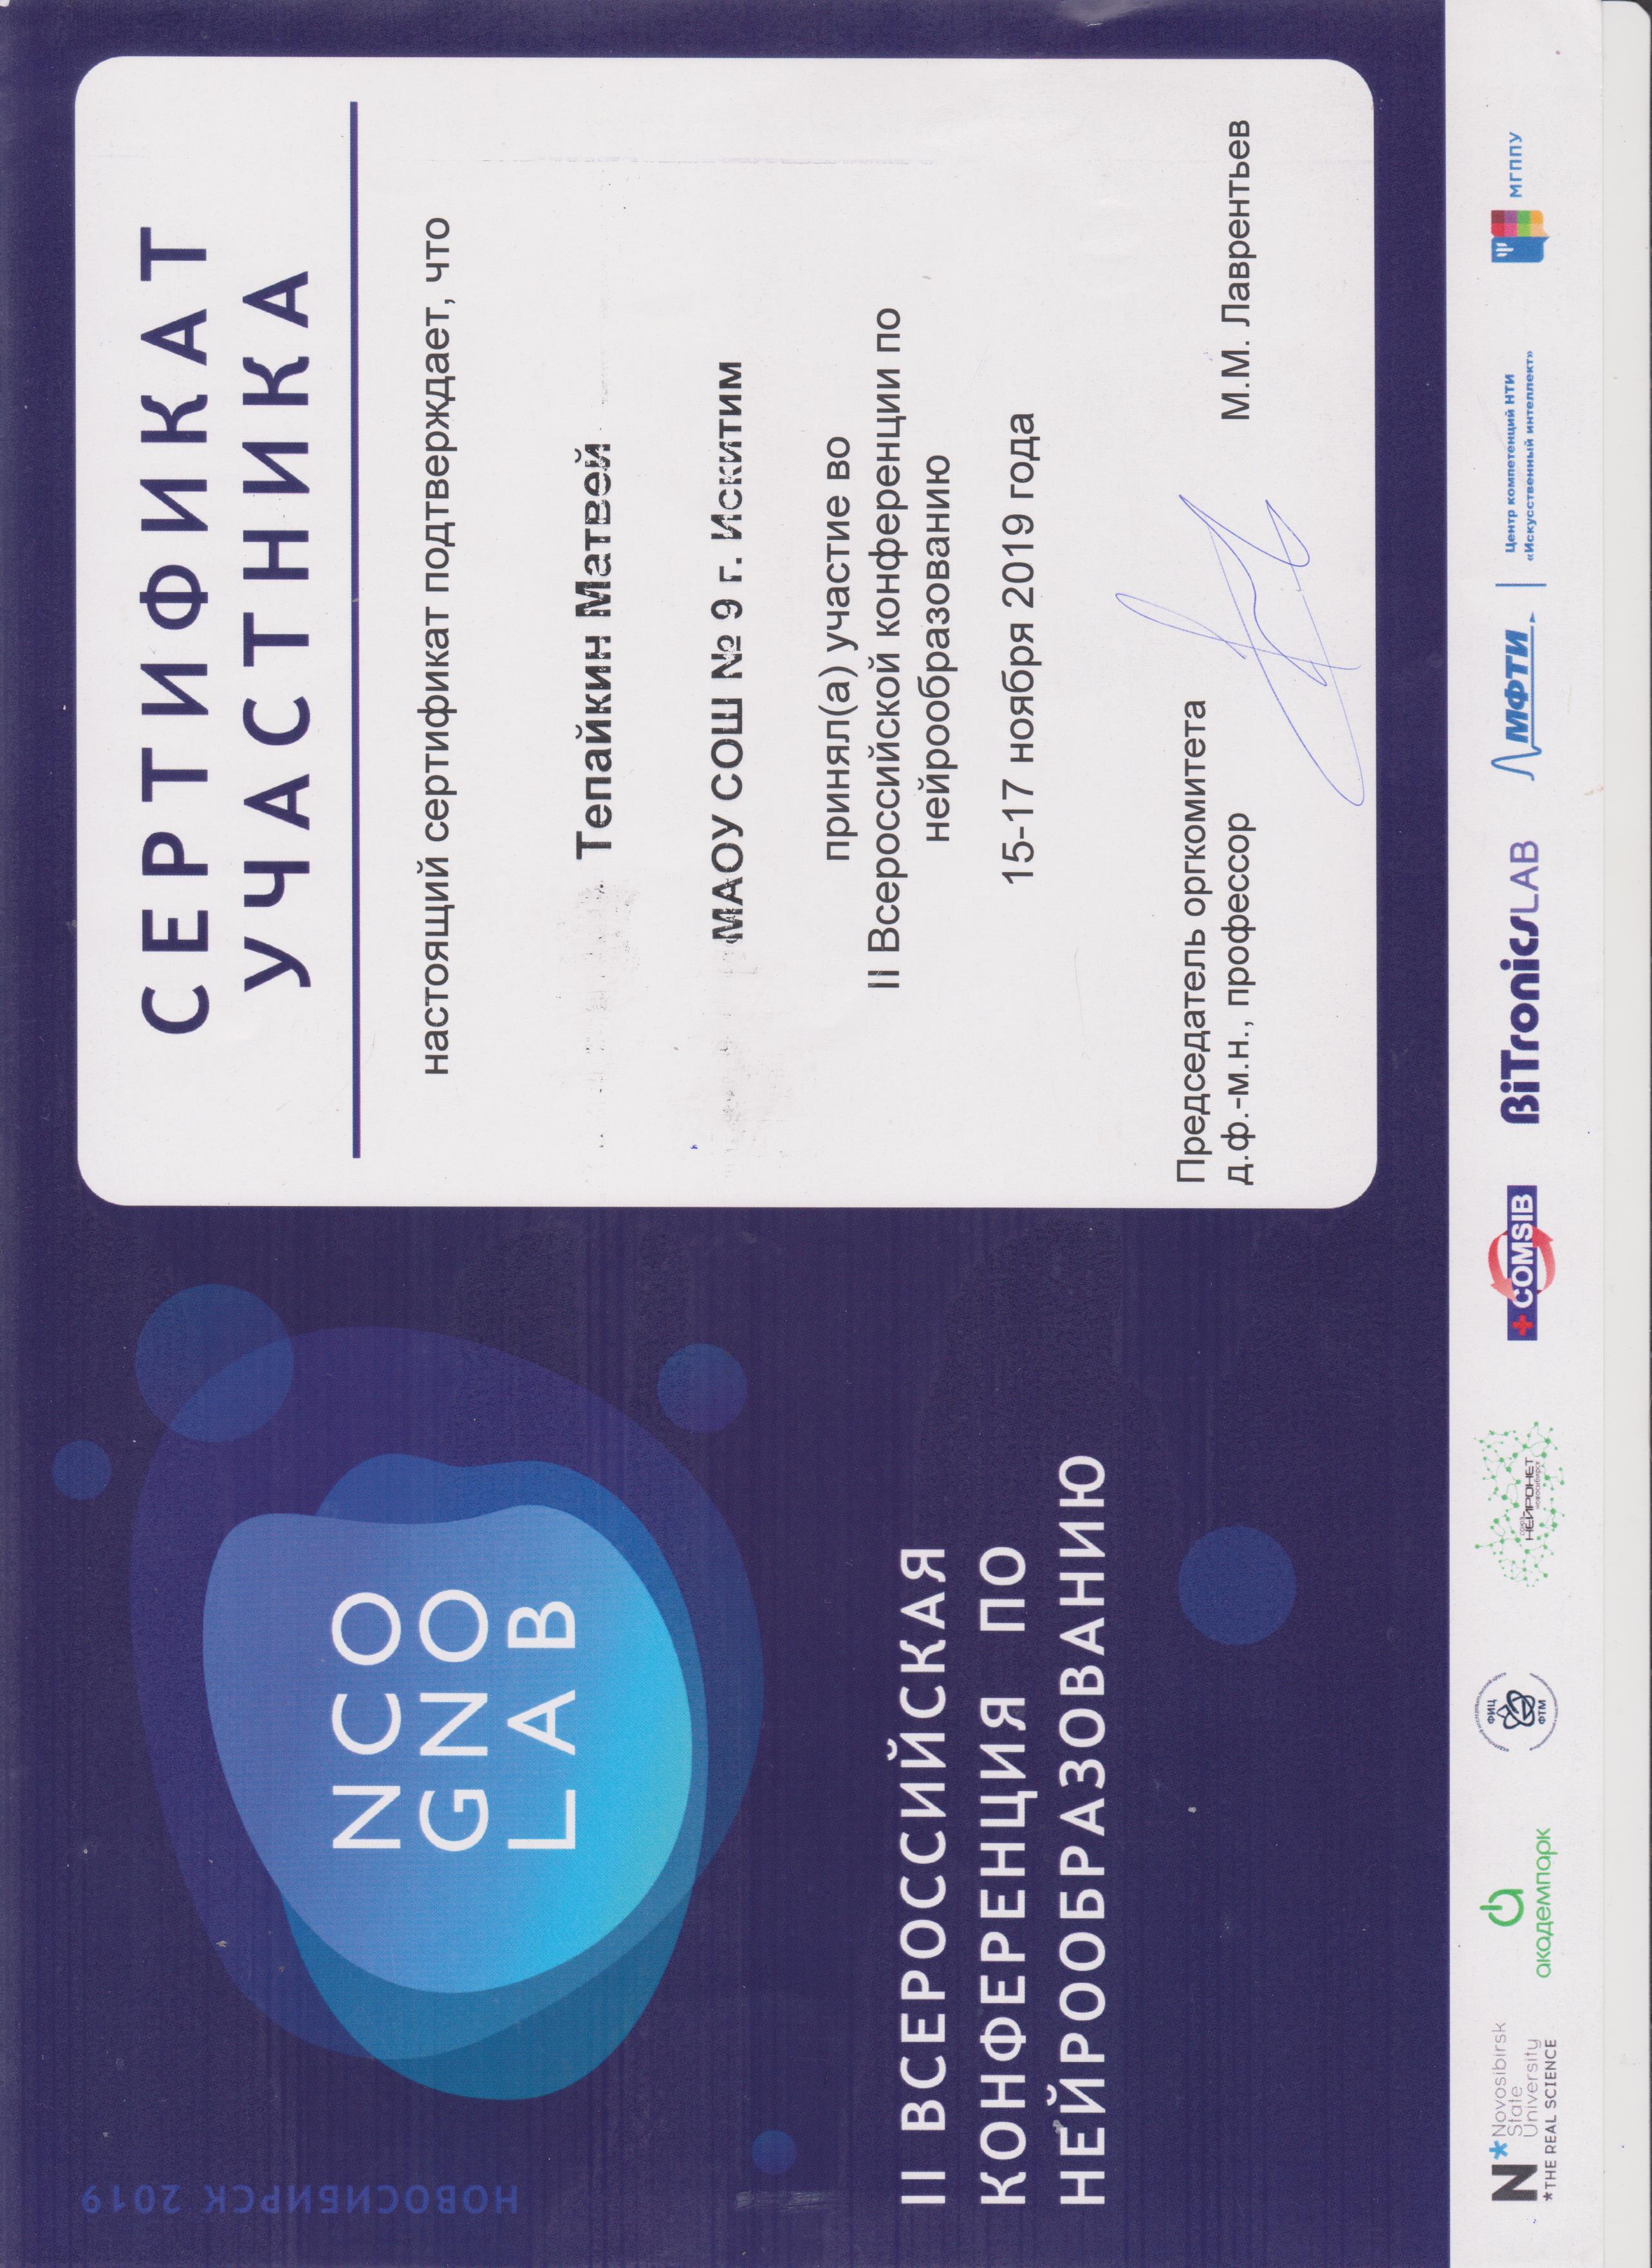 НОВОСИБИРСК 2019
NCO
GNO
LAB
II ВСЕРОССИЙСКАЯ
КОНФЕРЕНЦИЯ ПО
НЕЙРООБРАЗОВАНИЮ
СЕРТИФИКАТ
УЧАСТНИКА
настоящий сертификат подтверждает, что
Тепайкин Матвей
МАОУ СОШ № 9 г. Искитим
принял(а) участие во
II Всероссийской конференции по
нейрообразованию
15-17 ноября 2019 года
Председатель оргкомитета
д.ф.-м.н., профессор
М.М. Лаврентьев
N*Novosibirsk
State
University
*THE REAL SCIENCE
академпарк
ФИЦ
ФТМ
СОЮЗ
НЕЙРОНЕТ
новосибирск
COMSIB
BiTronicsLAB
МФТИ
Центр компетенций НТИ
«Искусственный интеллект»
МГППУ